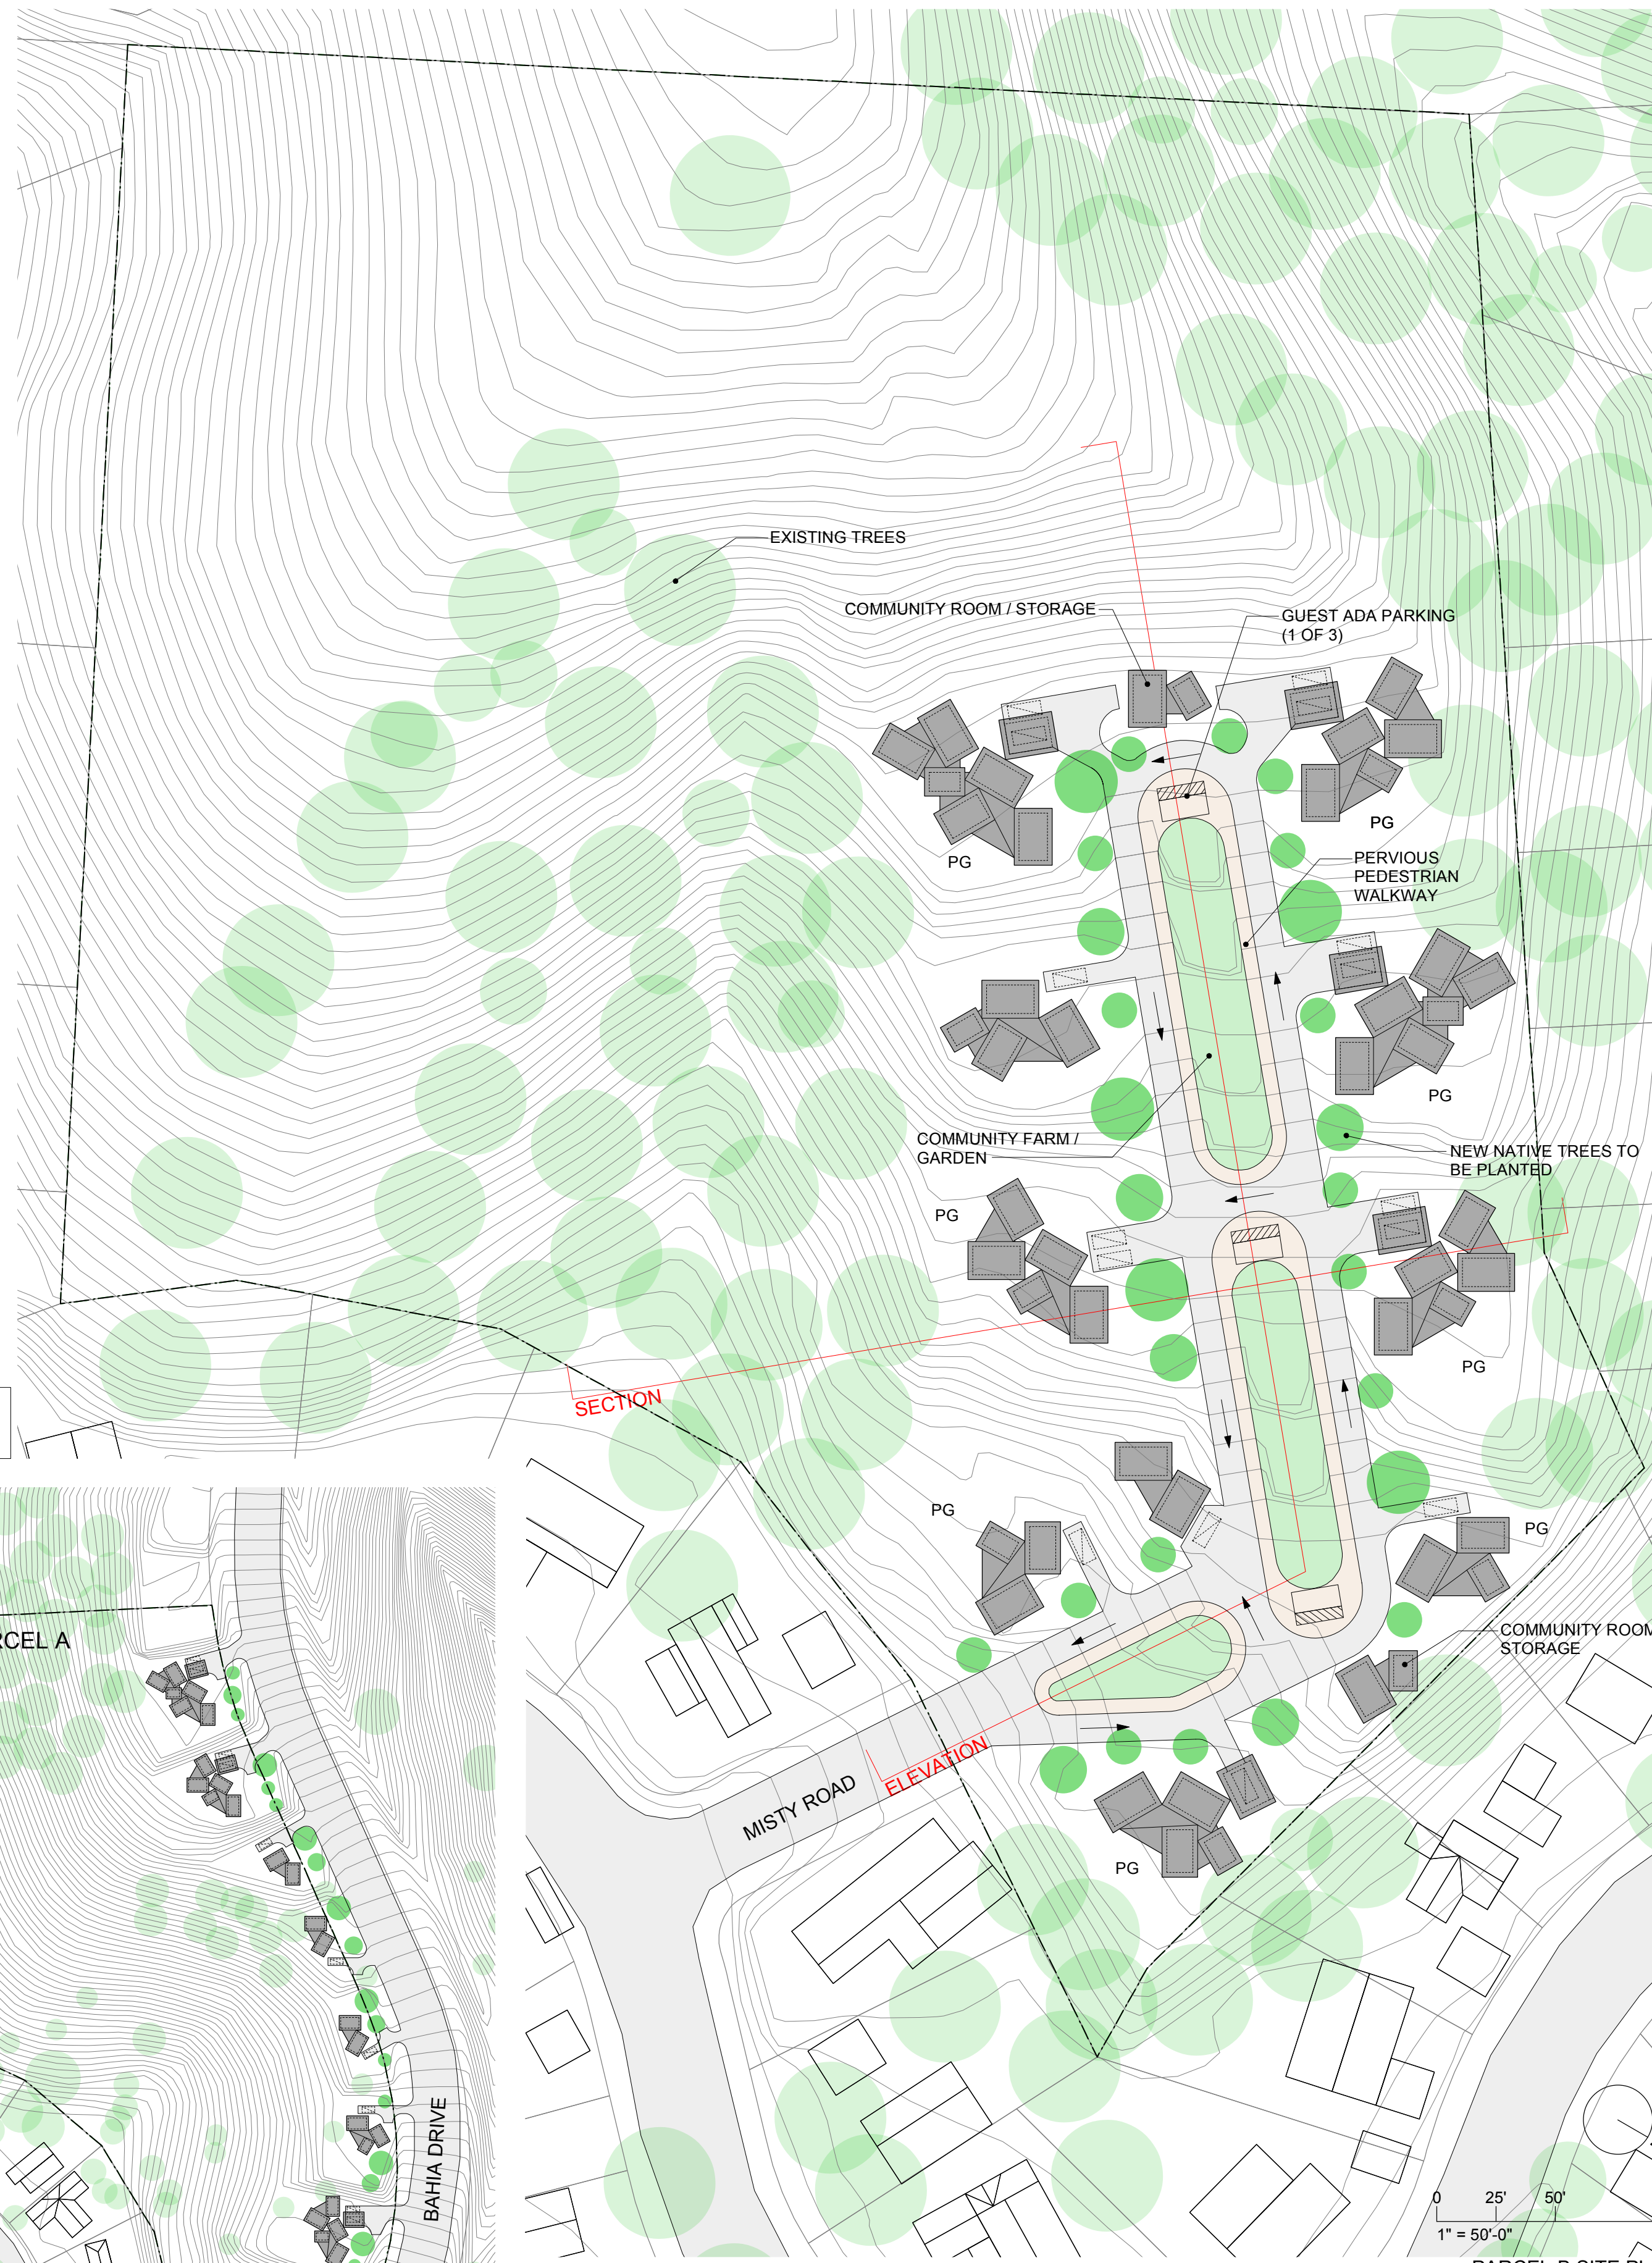 EXISTING TREES
COMMUNITY ROOM / STORAGE
GUEST ADA PARKING
(1 OF 3)
PG
PG
PERVIOUS
PEDESTRIAN
WALKWAY
PG
COMMUNITY FARM /
GARDEN
NEW NATIVE TREES TO
BE PLANTED
PG
PG
SECTION
PG
PG
COMMUNITY ROOM
STORAGE
RCEL A
ELEVATION
MISTY ROAD
PG
BAHIA DRIVE
0 25' 50'
1" = 50'-0"